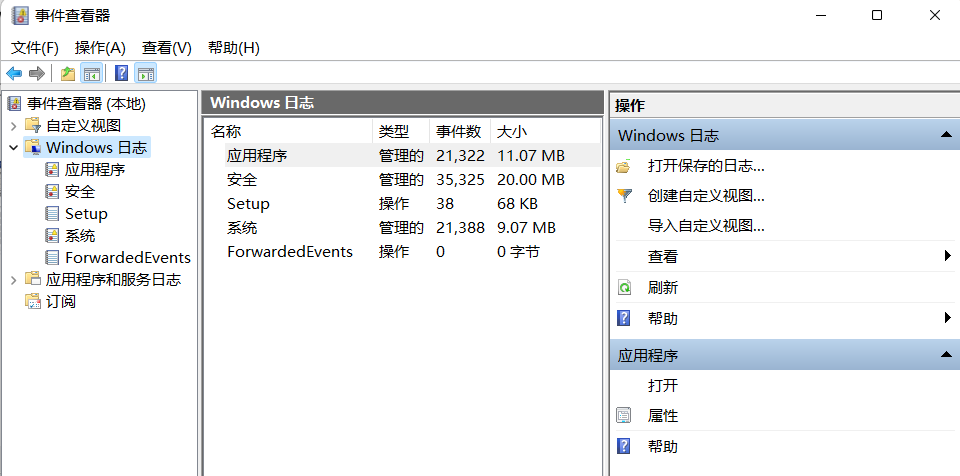 事件查看器
文件(F) 操作(A) 查看(V) 帮助(H)
事件查看器 (本地)
自定义视图
Windows 日志
应用程序
安全
Setup
系统
ForwardedEvents
应用程序和服务日志
订阅
Windows 日志
名称 类型 事件数 大小
应用程序 管理的 21,322 11.07 MB
安全 管理的 35,325 20.00 MB
Setup 操作 38 68 KB
系统 管理的 21,388 9.07 MB
ForwardedEvents 操作 0 0 字节
操作
Windows 日志
打开保存的日志...
创建自定义视图...
导入自定义视图...
查看
刷新
帮助
应用程序
打开
属性
帮助